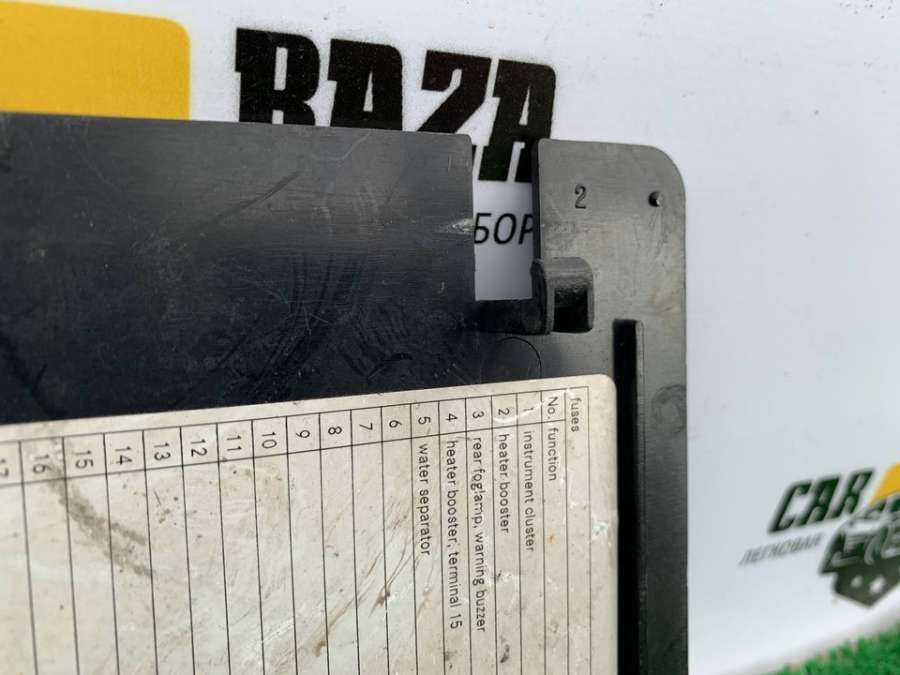 BAZA
БОР
2
fuses
No. function
1 instrument cluster
2 heater booster
3 rear foglamp, warning buzzer
4 heater booster, terminal 15
5 water separator
6
7
8
9
10
11
12
13
14
15
16
17
CAR
ЛЕГКОВАЯ